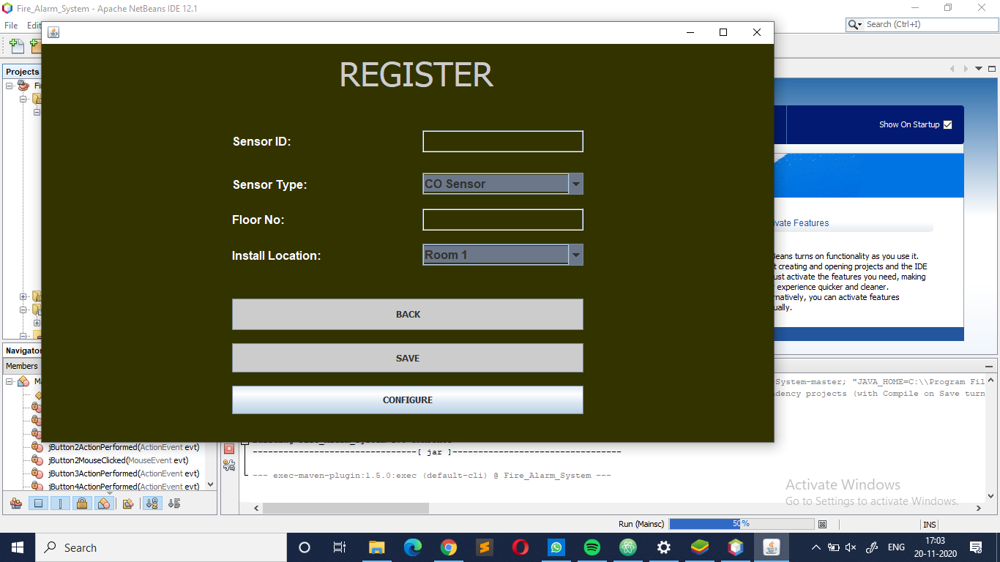 Fire_Alarm_System - Apache NetBeans IDE 12.1
File Edit
Search (Ctrl+I)
Projects
REGISTER
Show On Startup
Sensor ID:
Sensor Type: CO Sensor
Floor No:
vate Features
Install Location: Room 1
Beans turns on functionality as you use it.
t creating and opening projects and the IDE
ust activate the features you need, making
experience quicker and cleaner.
rnatively, you can activate features
ually.
BACK
SAVE
CONFIGURE
Navigator
Members
-System-master; "JAVA_HOME=C:\\Program Fil
dency projects (with Compile on Save turn
jButton2ActionPerformed(ActionEvent evt)
jButton2MouseClicked(MouseEvent evt)
jButton3ActionPerformed(ActionEvent evt)
jButton4ActionPerformed(ActionEvent evt)
--------------------------------[ jar ]---------------------------------
--- exec-maven-plugin:1.5.0:exec (default-cli) @ Fire_Alarm_System ---
Activate Windows
Go to Settings to activate Windows.
Run (Mainsc) 50%
INS
Search
ENG
17:03
20-11-2020